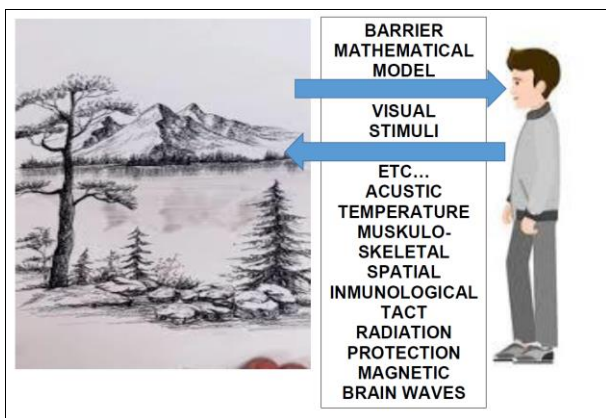 BARRIER
MATHEMATICAL
MODEL
VISUAL
STIMULI
ETC...
ACUSTIC
TEMPERATURE
MUSKULO-
SKELETAL
SPATIAL
INMUNOLOGICAL
TACT
RADIATION
PROTECTION
MAGNETIC
BRAIN WAVES